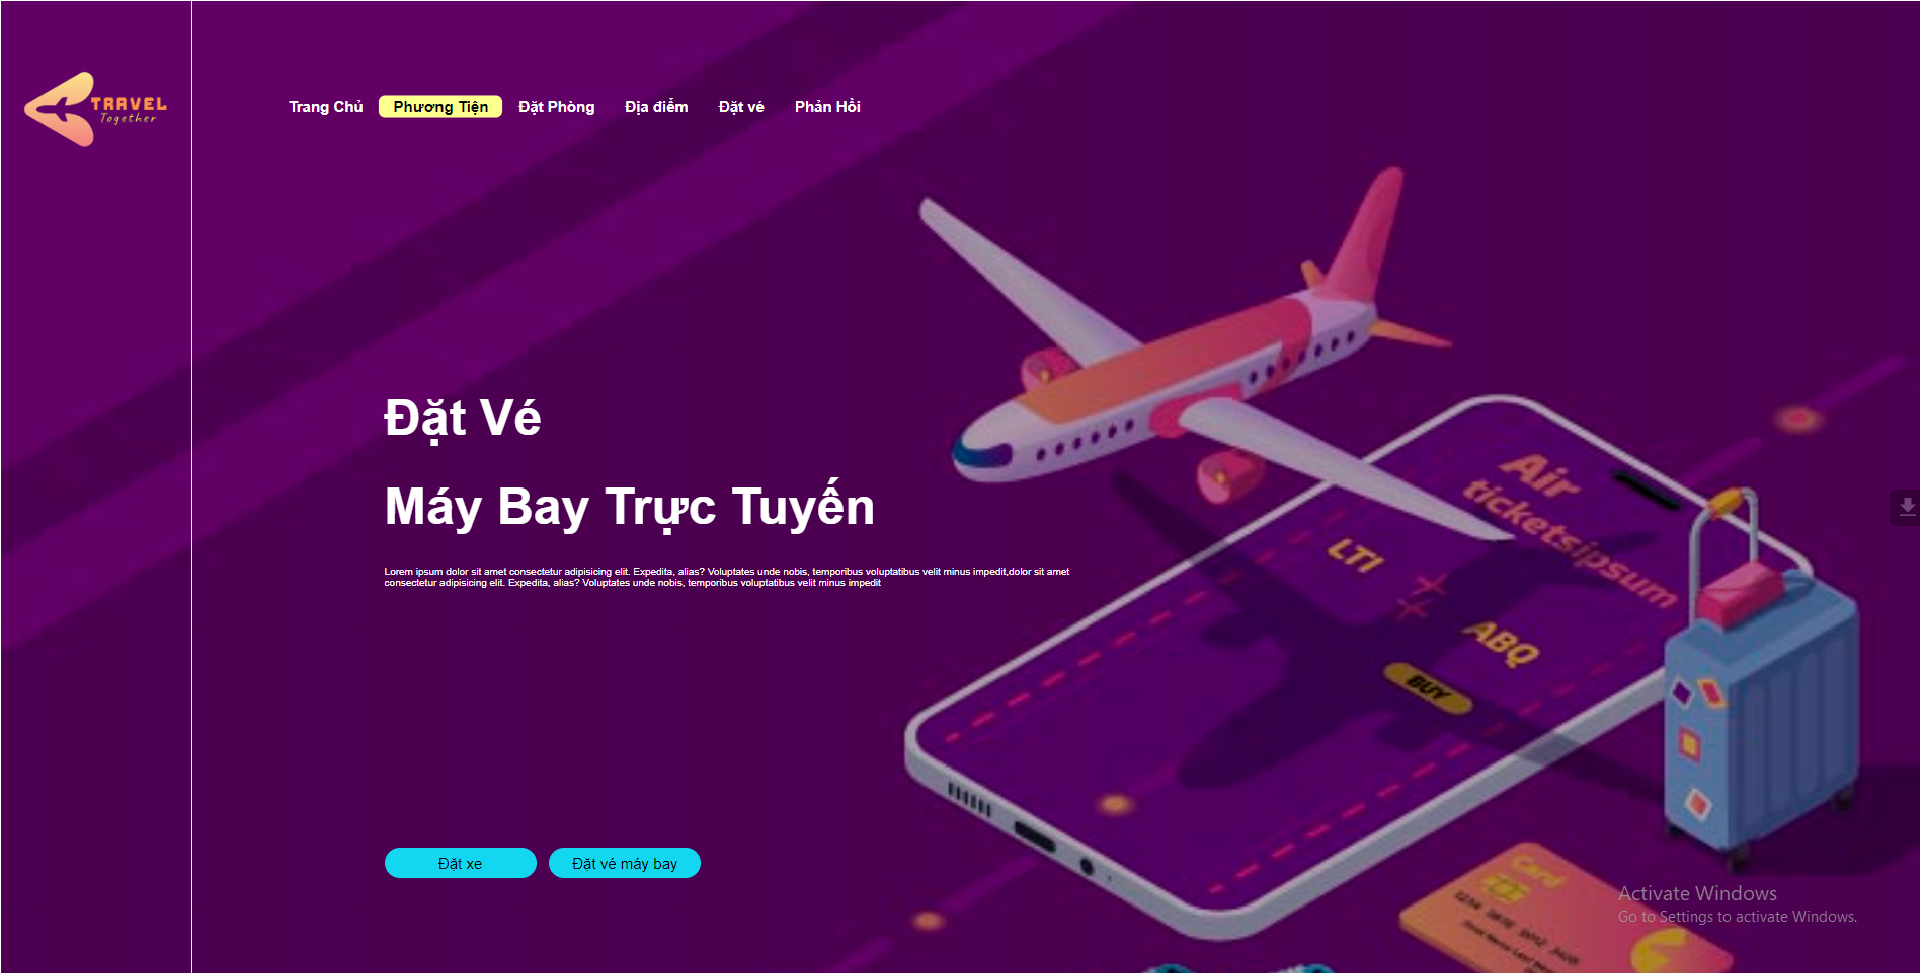 TRAVEL
Together
Trang Chủ
Phương Tiện
Đặt Phòng
Địa điểm
Đặt vé
Phản Hồi
Đặt Vé
Máy Bay Trực Tuyến
Lorem ipsum dolor sit amet consectetur adipisicing elit. Expedita, alias? Voluptates unde nobis, temporibus voluptatibus velit minus impedit,dolor sit amet
consectetur adipisicing elit. Expedita, alias? Voluptates unde nobis, temporibus voluptatibus velit minus impedit
Air
ticketsipsum
LTI
ABQ
BUY
Đặt xe
Đặt vé máy bay
Card
Activate Windows
Go to Settings to activate Windows.